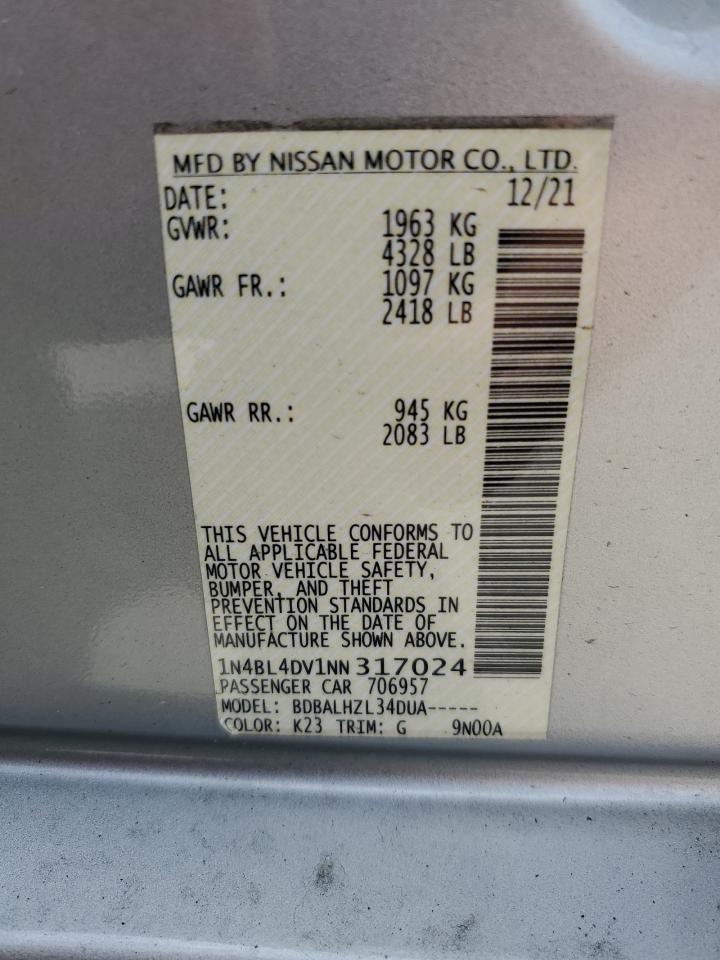 MFD BY NISSAN MOTOR CO., LTD.
DATE: 12/21
GVWR: 1963 KG
4328 LB
GAWR FR.: 1097 KG
2418 LB
GAWR RR.: 945 KG
2083 LB
THIS VEHICLE CONFORMS TO
ALL APPLICABLE FEDERAL
MOTOR VEHICLE SAFETY,
BUMPER, AND THEFT
PREVENTION STANDARDS IN
EFFECT ON THE DATE OF
MANUFACTURE SHOWN ABOVE.
1N4BL4DV1NN317024
PASSENGER CAR 706957
MODEL: BDBALHZL34DUA-----
COLOR: K23 TRIM: G 9N00A